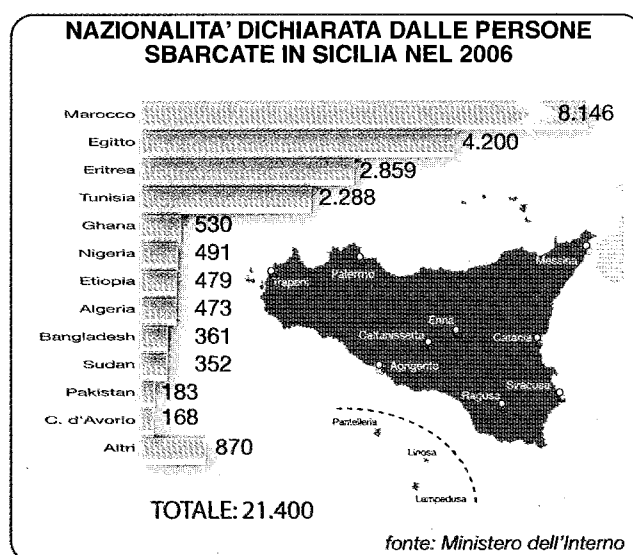 NAZIONALITA' DICHIARATA DALLE PERSONE
SBARCATE IN SICILIA NEL 2006
Marocco 8.146
Egitto 4.200
Eritrea 2.859
Tunisia 2.288
Ghana 530
Nigeria 491
Etiopia 479
Algeria 473
Bangladesh 361
Sudan 352
Pakistan 183
C. d'Avorio 168
Altri 870
Messina
Palermo
Trapani
Enna
Caltanissetta
Catania
Agrigento
Siracusa
Ragusa
Pantelleria
Linosa
Lampedusa
TOTALE: 21.400
fonte: Ministero dell'Interno